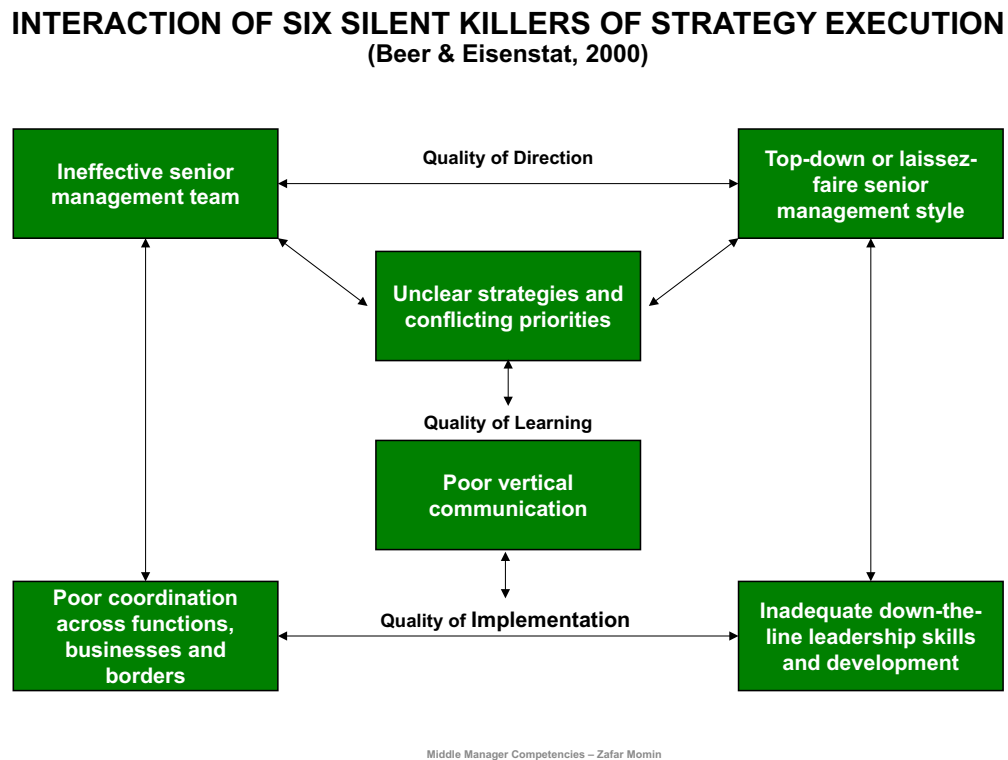 INTERACTION OF SIX SILENT KILLERS OF STRATEGY EXECUTION
(Beer & Eisenstat, 2000)
Ineffective senior
management team
Quality of Direction
Top-down or laissez-
faire senior
management style
Unclear strategies and
conflicting priorities
Quality of Learning
Poor vertical
communication
Poor coordination
across functions,
businesses and
borders
Quality of Implementation
Inadequate down-the-
line leadership skills
and development
Middle Manager Competencies – Zafar Momin